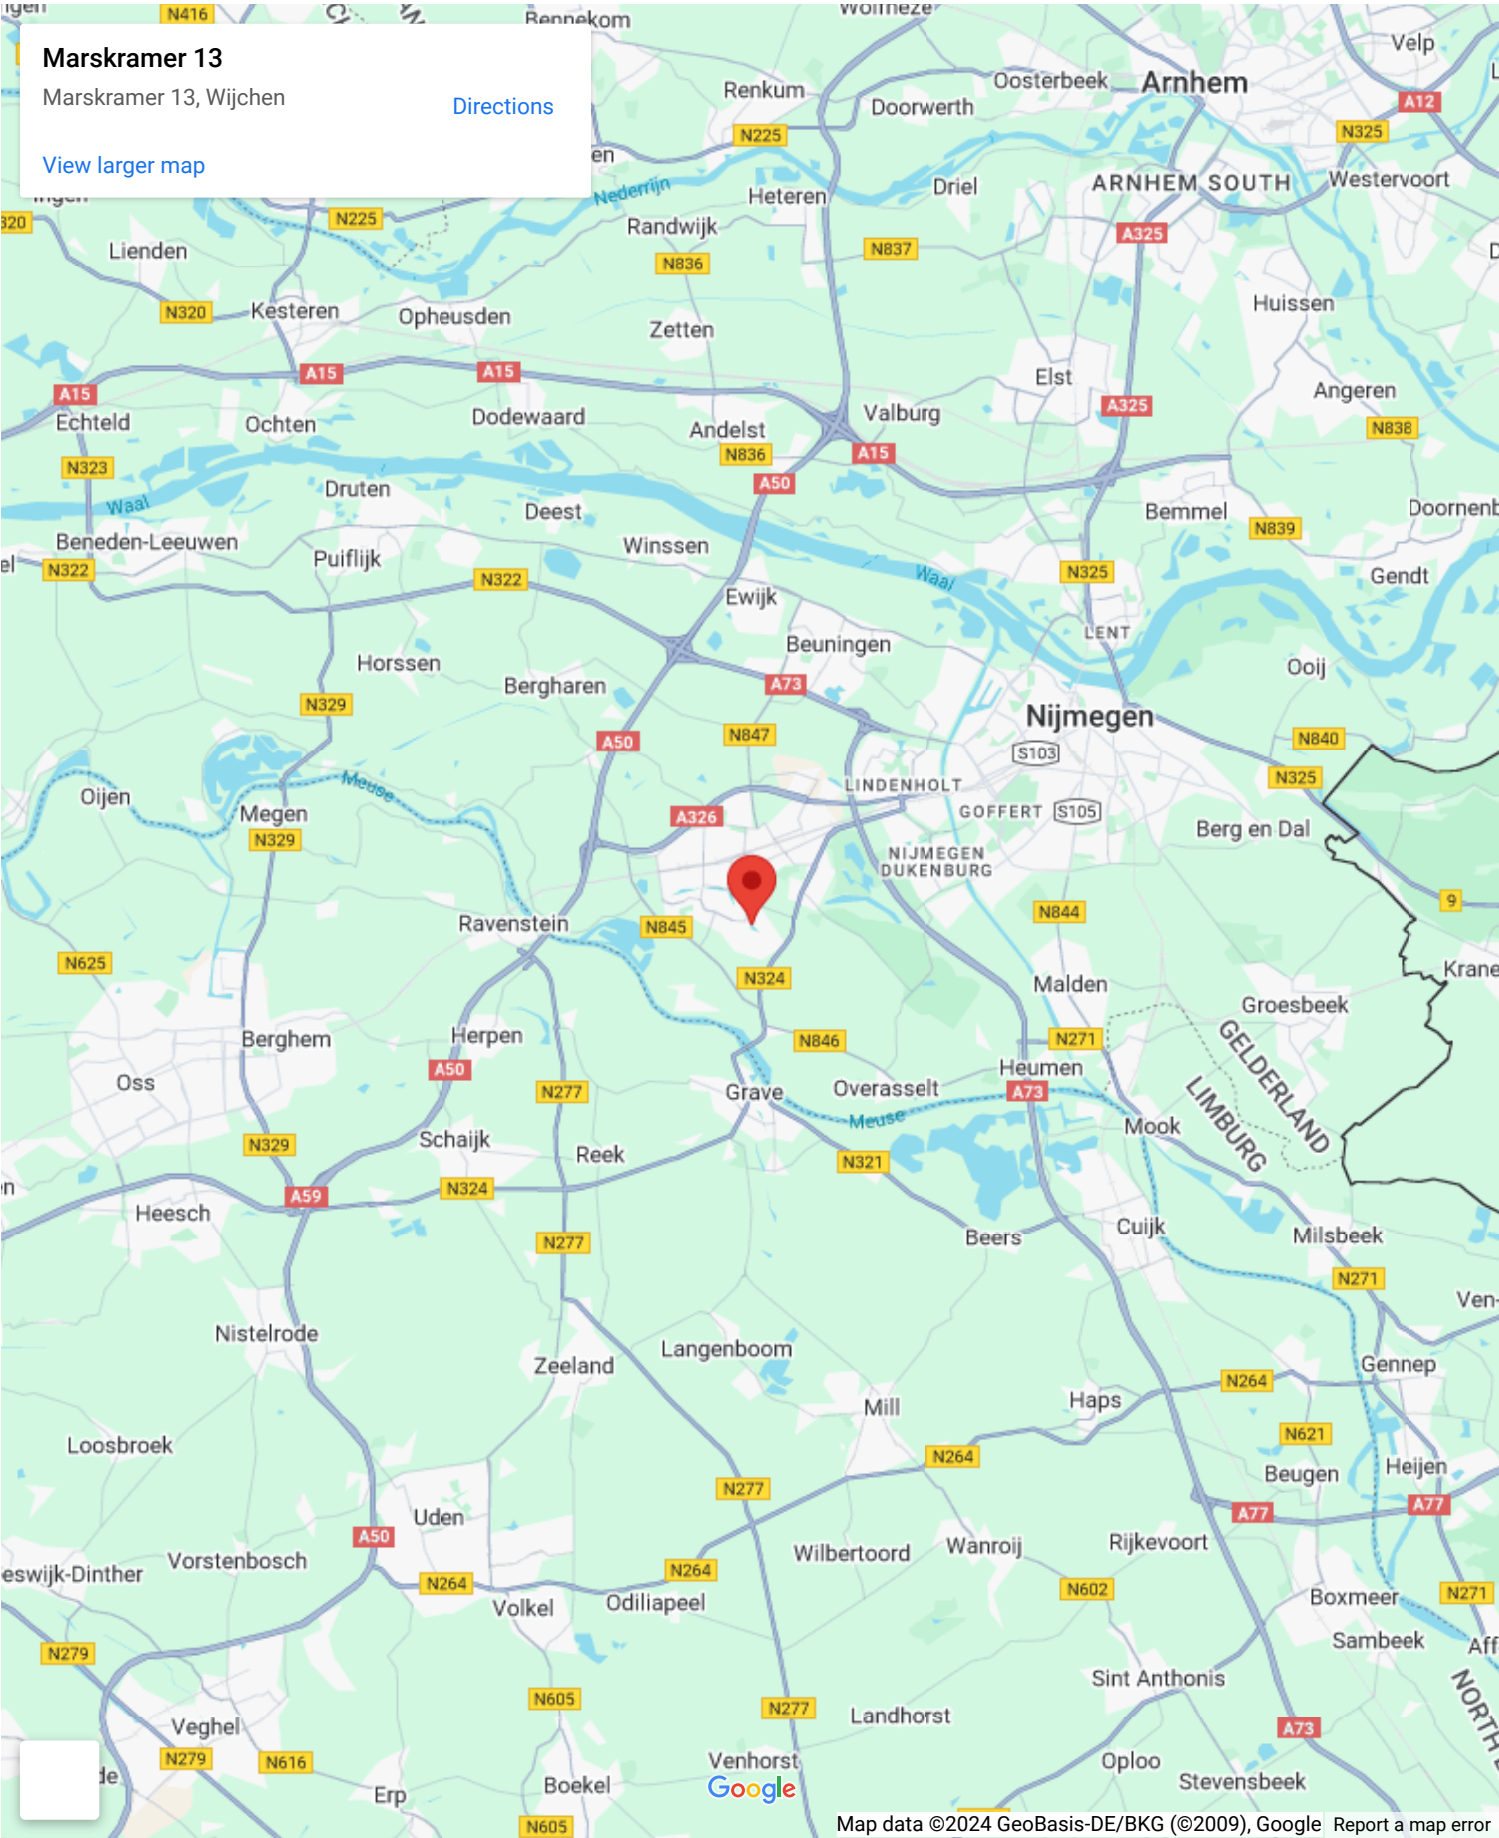 Marskramer 13
Marskramer 13, Wijchen
Directions
View larger map
N416
Bennekom
Wolfheze
Velp
Arnhem
Oosterbeek
Renkum
Doorwerth
A12
N325
N225
Nederrijn
Heteren
Driel
ARNHEM SOUTH
Westervoort
N225
Randwijk
A325
Lienden
N836
N837
N320
Kesteren
Opheusden
Zetten
Huissen
A15
A15
A15
Elst
Angeren
A325
Echteld
Ochten
Dodewaard
Andelst
Valburg
N838
N323
N836
A15
A50
Waal
Druten
Deest
Bemmel
N839
Beneden-Leeuwen
Puiflijk
Winssen
N322
N322
Waal
N325
Gendt
Ewijk
LENT
Beuningen
Horssen
Bergharen
Ooij
A73
N329
Nijmegen
A50
N847
S103
N840
N325
Meuse
Oijen
LINDENHOLT
Megen
A326
GOFFERT
S105
Berg en Dal
N329
NIJMEGEN
DUKENBURG
9
N844
Ravenstein
N845
N625
N324
Malden
Groesbeek
Berghem
Herpen
N846
N271
GELDERLAND
LIMBURG
Oss
A50
N277
Grave
Overasselt
Heumen
A73
Meuse
Mook
N329
Schaijk
Reek
N321
A59
N324
Heesch
Cuijk
Beers
Milsbeek
N277
N271
Nistelrode
Langenboom
Zeeland
Gennep
N264
Haps
Mill
N621
Loosbroek
N264
Beugen
Heijen
N277
A77
A77
Uden
A50
Vorstenbosch
Wilbertoord
Wanroij
Rijkevoort
N264
N264
N602
N271
Volkel
Odiliapeel
Boxmeer
Sambeek
N279
Sint Anthonis
N605
N277
Landhorst
Veghel
A73
NORTH
N279
N616
Venhorst
Oploo
Erp
Boekel
Stevensbeek
Google
N605
Map data ©2024 GeoBasis-DE/BKG (©2009), Google
Report a map error